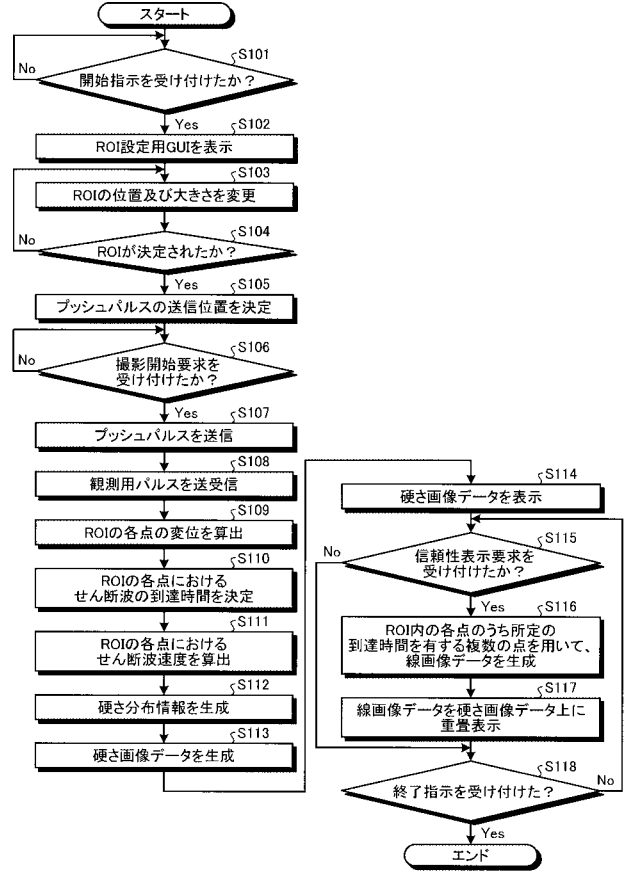 スタート
S101
開始指示を受け付けたか?
No
Yes
S102
ROI設定用GUIを表示
S103
ROIの位置及び大きさを変更
S104
ROIが決定されたか?
No
Yes
S105
プッシュパルスの送信位置を決定
S106
撮影開始要求を
受け付けたか?
No
Yes
S107
プッシュパルスを送信
S108
観測用パルスを送受信
S109
ROIの各点の変位を算出
S110
ROIの各点における
せん断波の到達時間を決定
S111
ROIの各点における
せん断波速度を算出
S112
硬さ分布情報を生成
S113
硬さ画像データを生成
S114
硬さ画像データを表示
S115
信頼性表示要求を
受け付けたか?
No
Yes
S116
ROI内の各点のうち所定の
到達時間を有する複数の点を用いて、
線画像データを生成
S117
線画像データを硬さ画像データ上に
重畳表示
S118
終了指示を受け付けた?
No
Yes
エンド